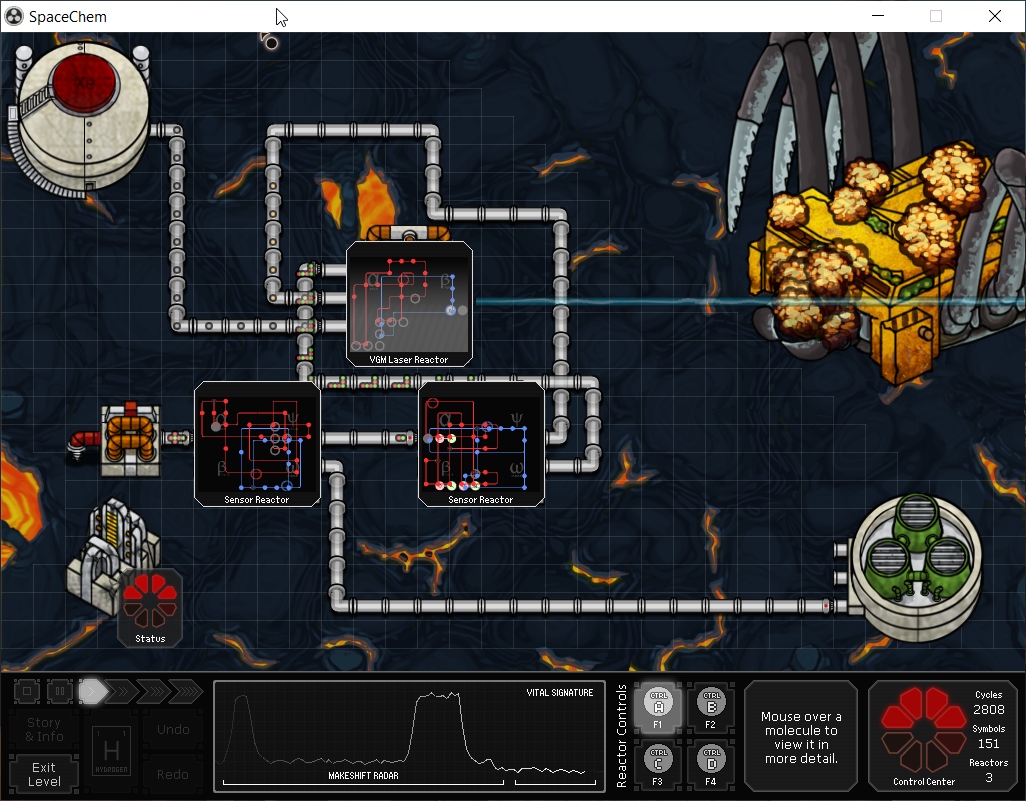 SpaceChem
Xe
VGM Laser Reactor
Sensor Reactor
Sensor Reactor
Status
Story
& Info
Undo
Exit
Level
H
HYDROGEN
Redo
VITAL SIGNATURE
MAKESHIFT RADAR
Reactor Controls
CTRL
A
F1
CTRL
B
F2
CTRL
C
F3
CTRL
D
F4
Mouse over a
molecule to
view it in
more detail.
Control Center
Cycles
2808
Symbols
151
Reactors
3